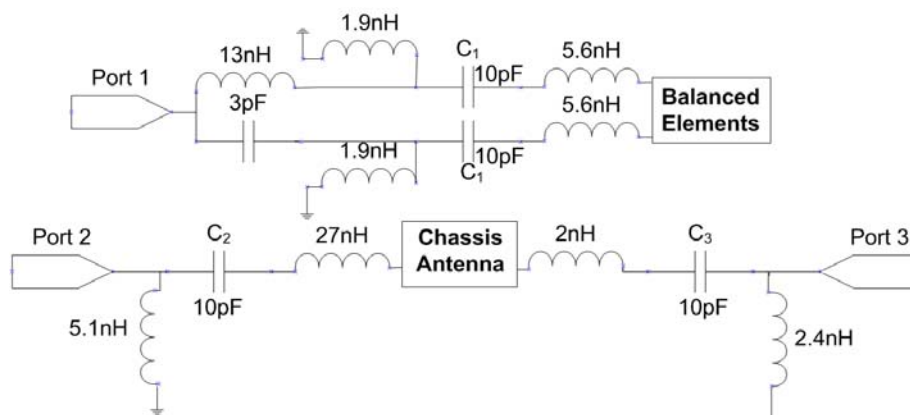 1.9nH
13nH
C1
10pF
5.6nH
Port 1
3pF
Balanced
Elements
5.6nH
1.9nH
10pF
C1
Port 2
C2
27nH
Chassis
Antenna
2nH
C3
Port 3
10pF
10pF
5.1nH
2.4nH